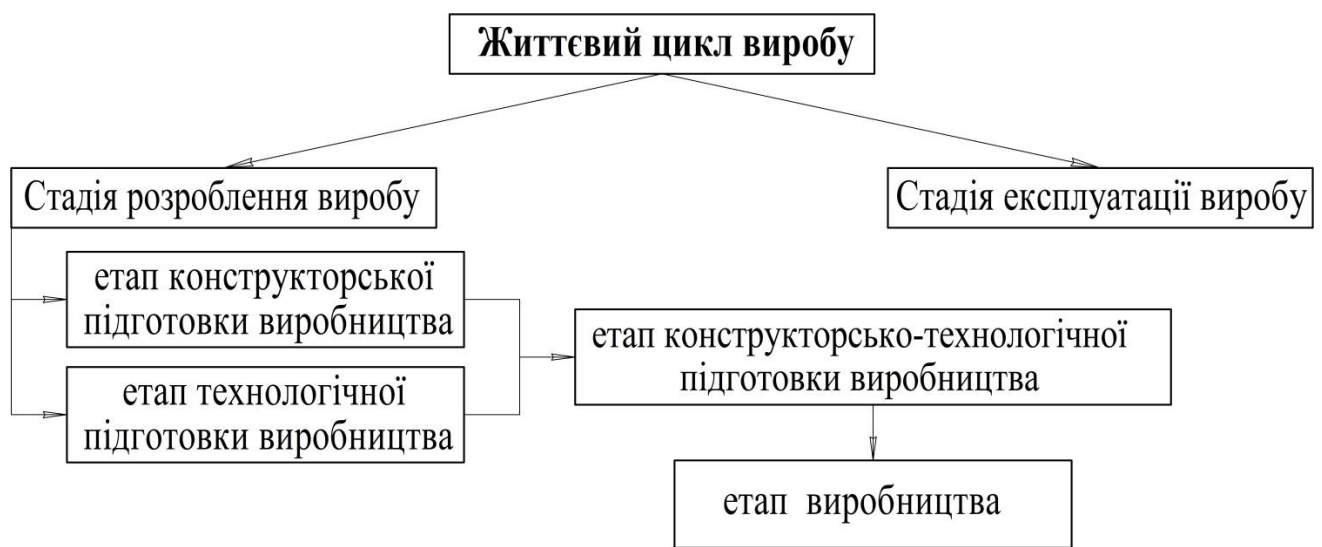 Життєвий цикл виробу
Стадія розроблення виробу
Стадія експлуатації виробу
етап конструкторської
підготовки виробництва
етап технологічної
підготовки виробництва
етап конструкторсько-технологічної
підготовки виробництва
етап виробництва